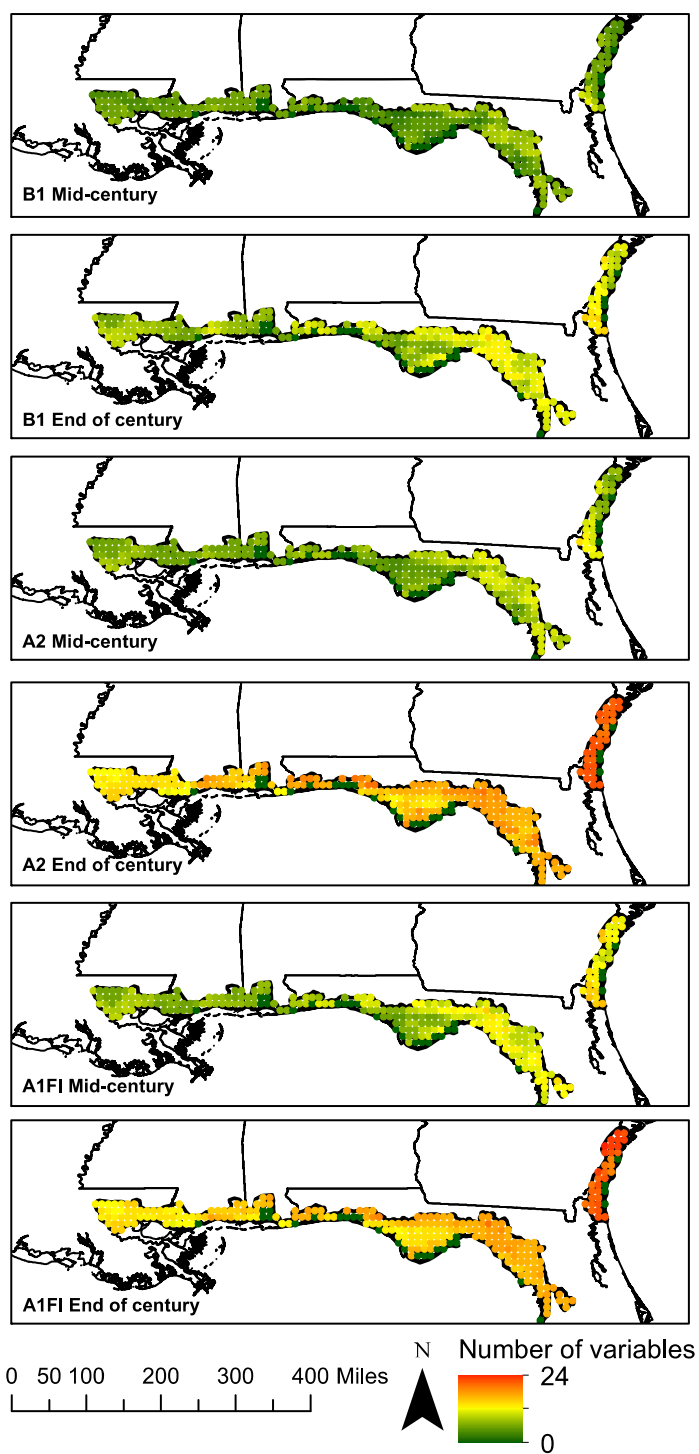 B1 Mid-century
B1 End of century
A2 Mid-century
A2 End of century
A1FI Mid-century
A1FI End of century
N
Number of variables
24
0
0 50 100 200 300 400 Miles